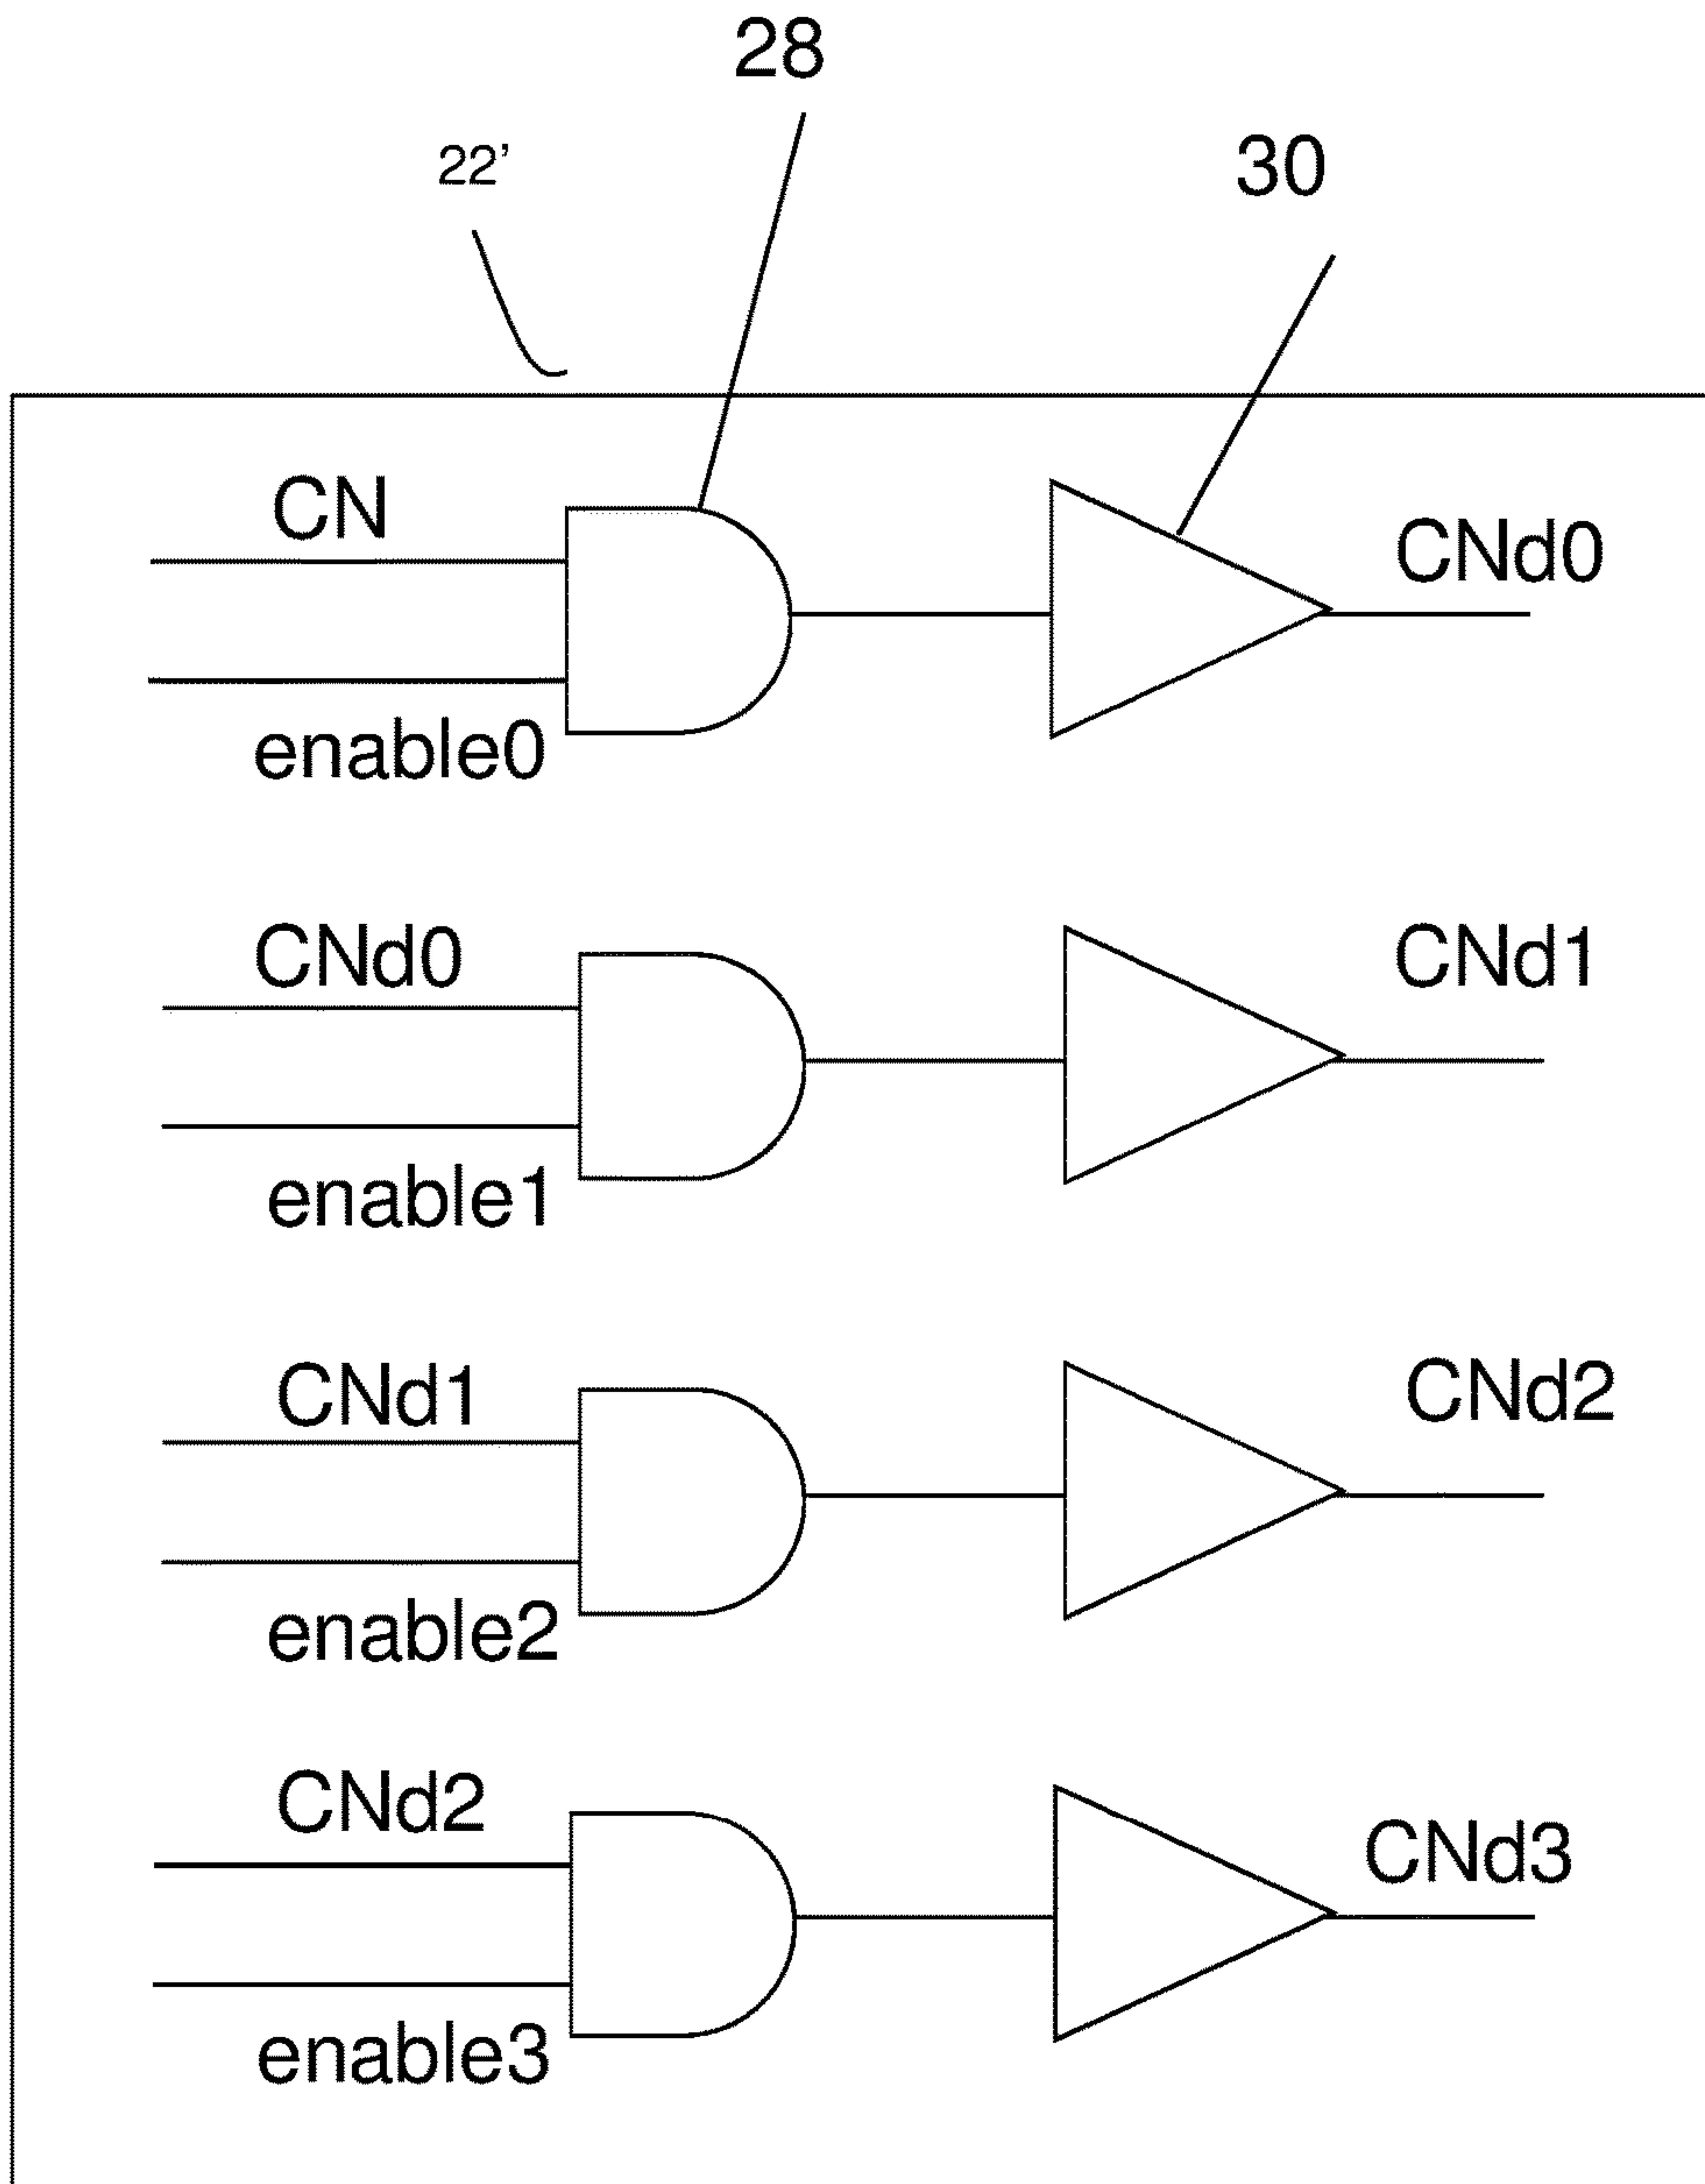 28
22’
30
CN
CNd0
enable0
CNd0
CNd1
enable1
CNd1
CNd2
enable2
CNd2
CNd3
enable3